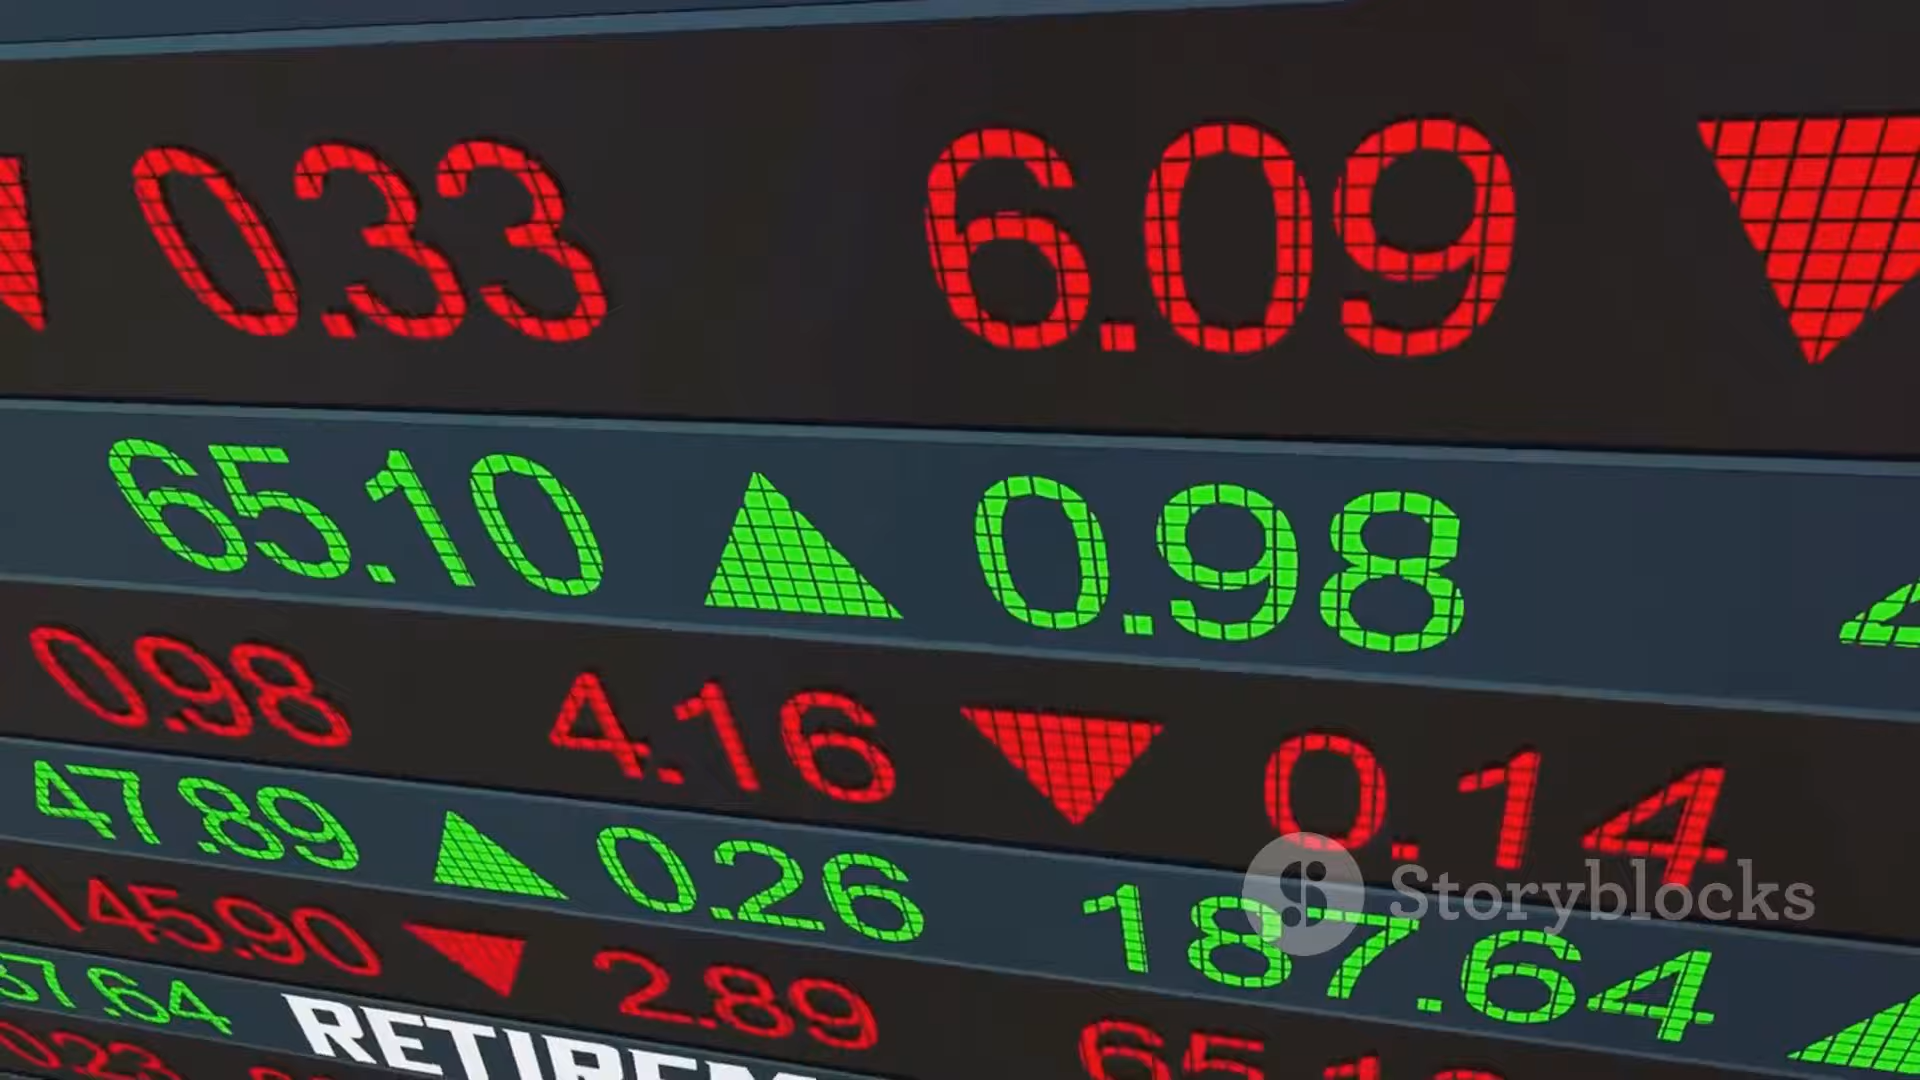 ▼ 0.33 6.09 ▼
65.10 ▲ 0.98
0.98 4.16 ▼ 0.14
47.89 ▲ 0.26 187.64 ▲
145.90 ▼ 2.89
Storyblocks